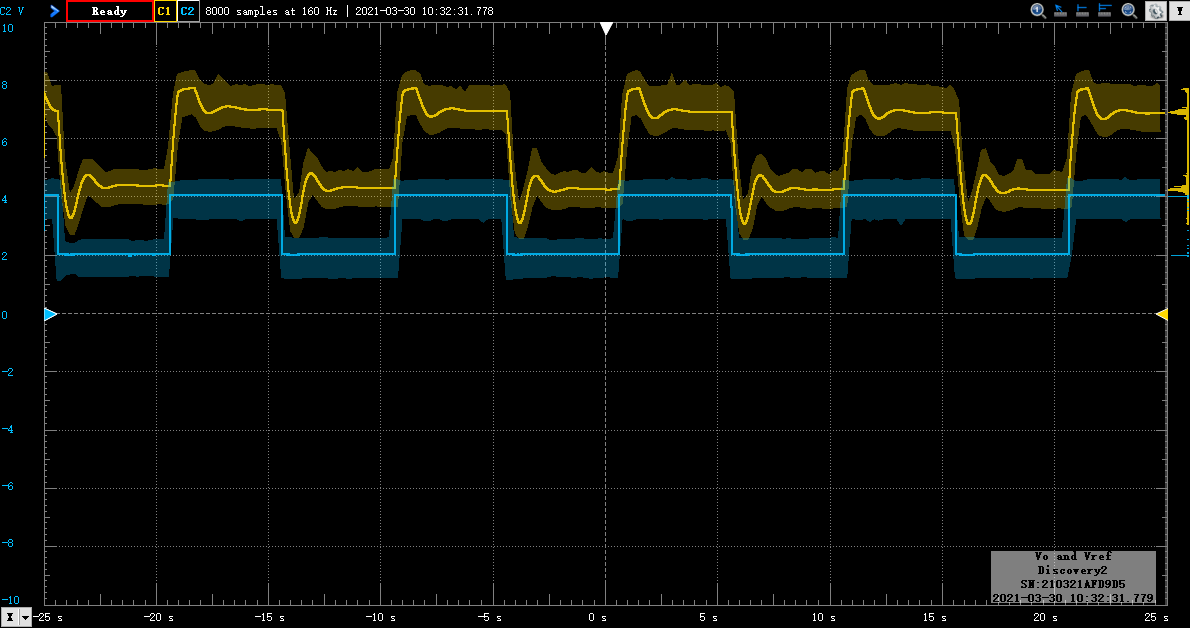 C2 V
Ready C1 C2 8000 samples at 160 Hz | 2021-03-30 10:32:31.778 Y
10
8
6
4
2
0
-2
-4
-6
-8
-10
Vo and Vref
Discovery2
SN:210321AFD9D5
2021-03-30 10:32:31.779
X -25 s -20 s -15 s -10 s -5 s 0 s 5 s 10 s 15 s 20 s 25 s